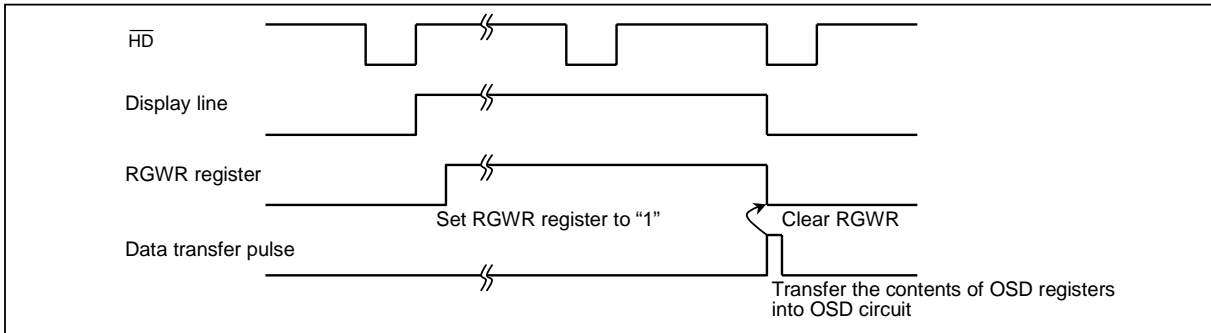 HD
Display line
RGWR register
Set RGWR register to “1”
Clear RGWR
Data transfer pulse
Transfer the contents of OSD registers
into OSD circuit